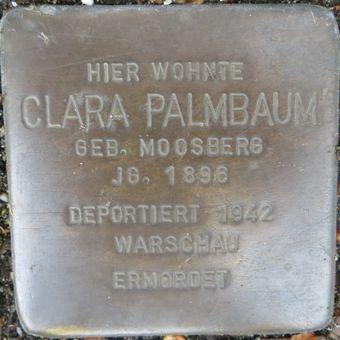 HIER WOHNTE
CLARA PALMBAUM
GEB. MOOSBERG
JG. 1896
DEPORTIERT 1942
WARSCHAU
ERMORDET